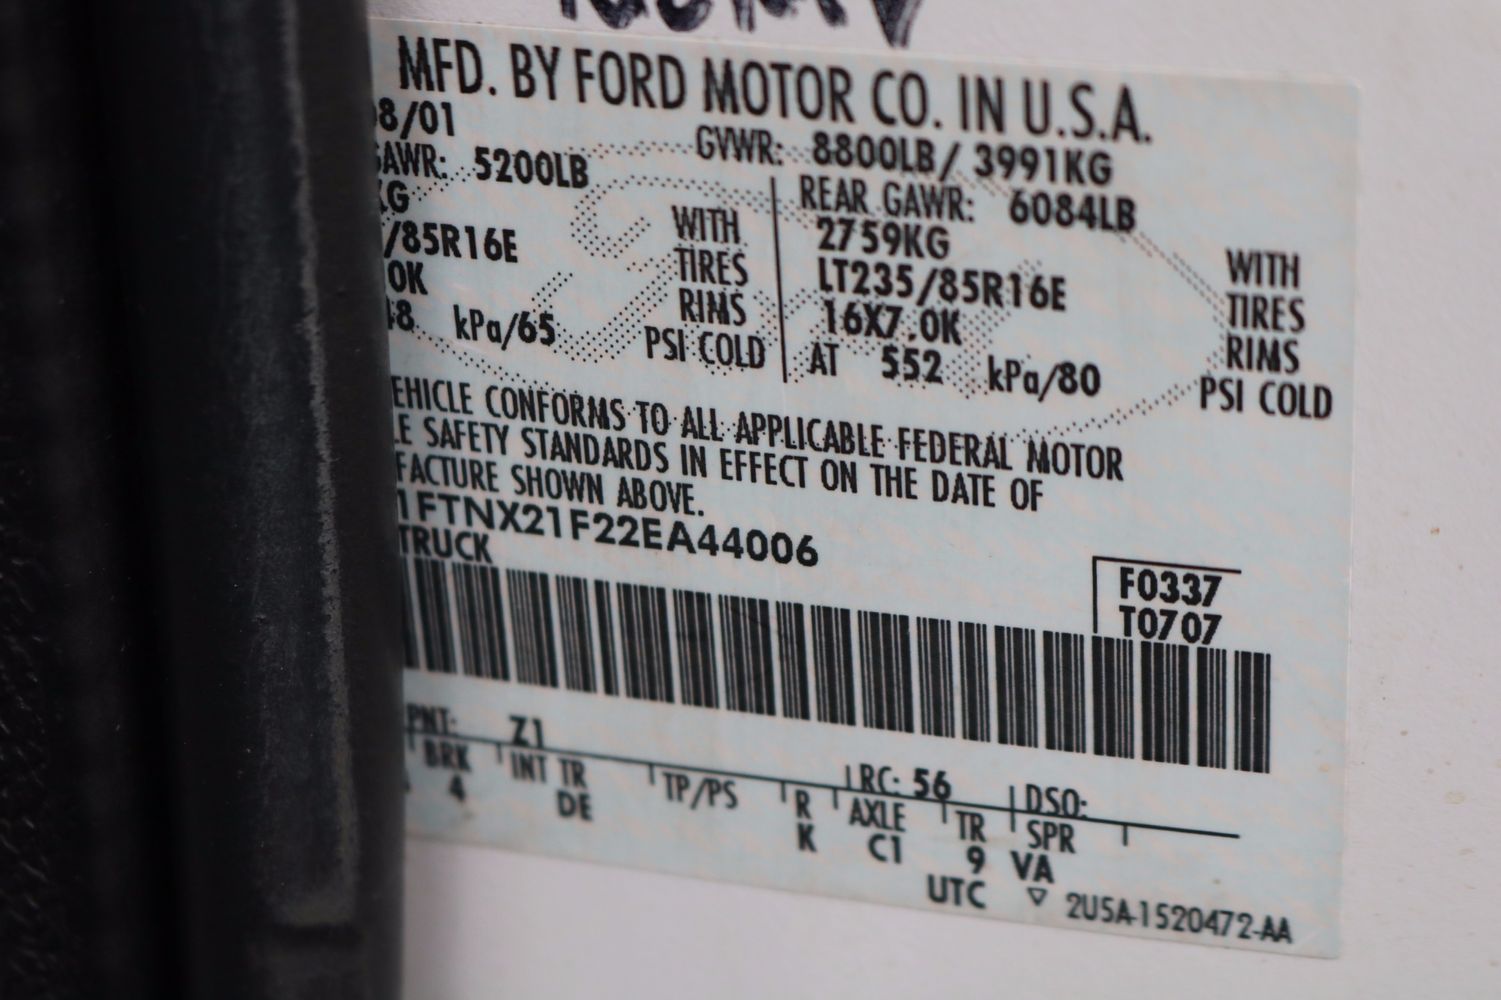 MFD. BY FORD MOTOR CO. IN U.S.A.
08/01 GVWR: 8800LB/ 3991KG
GAWR: 5200LB REAR GAWR: 6084LB
KG WITH 2759KG WITH
/85R16E TIRES LT235/85R16E TIRES
.0K RIMS 16X7.0K RIMS
48 kPa/65 PSI COLD AT 552 kPa/80 PSI COLD
VEHICLE CONFORMS TO ALL APPLICABLE FEDERAL MOTOR
LE SAFETY STANDARDS IN EFFECT ON THE DATE OF
FACTURE SHOWN ABOVE.
1FTNX21F22EA44006
TRUCK
F0337
T0707
PNT: Z1 RC: 56 DSO:
BRK INT TR TP/PS R AXLE TR SPR
4 DE K C1 9 VA
UTC ▽ 2U5A-1520472-AA